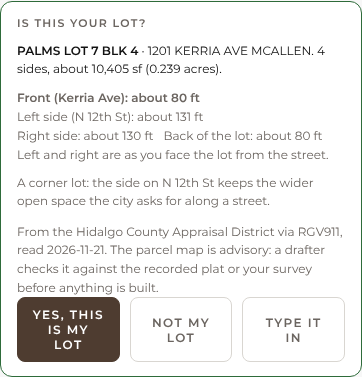 IS THIS YOUR LOT?
PALMS LOT 7 BLK 4 · 1201 KERRIA AVE MCALLEN. 4
sides, about 10,405 sf (0.239 acres).
Front (Kerria Ave): about 80 ft
Left side (N 12th St): about 131 ft
Right side: about 130 ft   Back of the lot: about 80 ft
Left and right are as you face the lot from the street.
A corner lot: the side on N 12th St keeps the wider
open space the city asks for along a street.
From the Hidalgo County Appraisal District via RGV911,
read 2026-11-21. The parcel map is advisory: a drafter
checks it against the recorded plat or your survey
before anything is built.
YES, THIS
IS MY
LOT
NOT MY
LOT
TYPE IT
IN